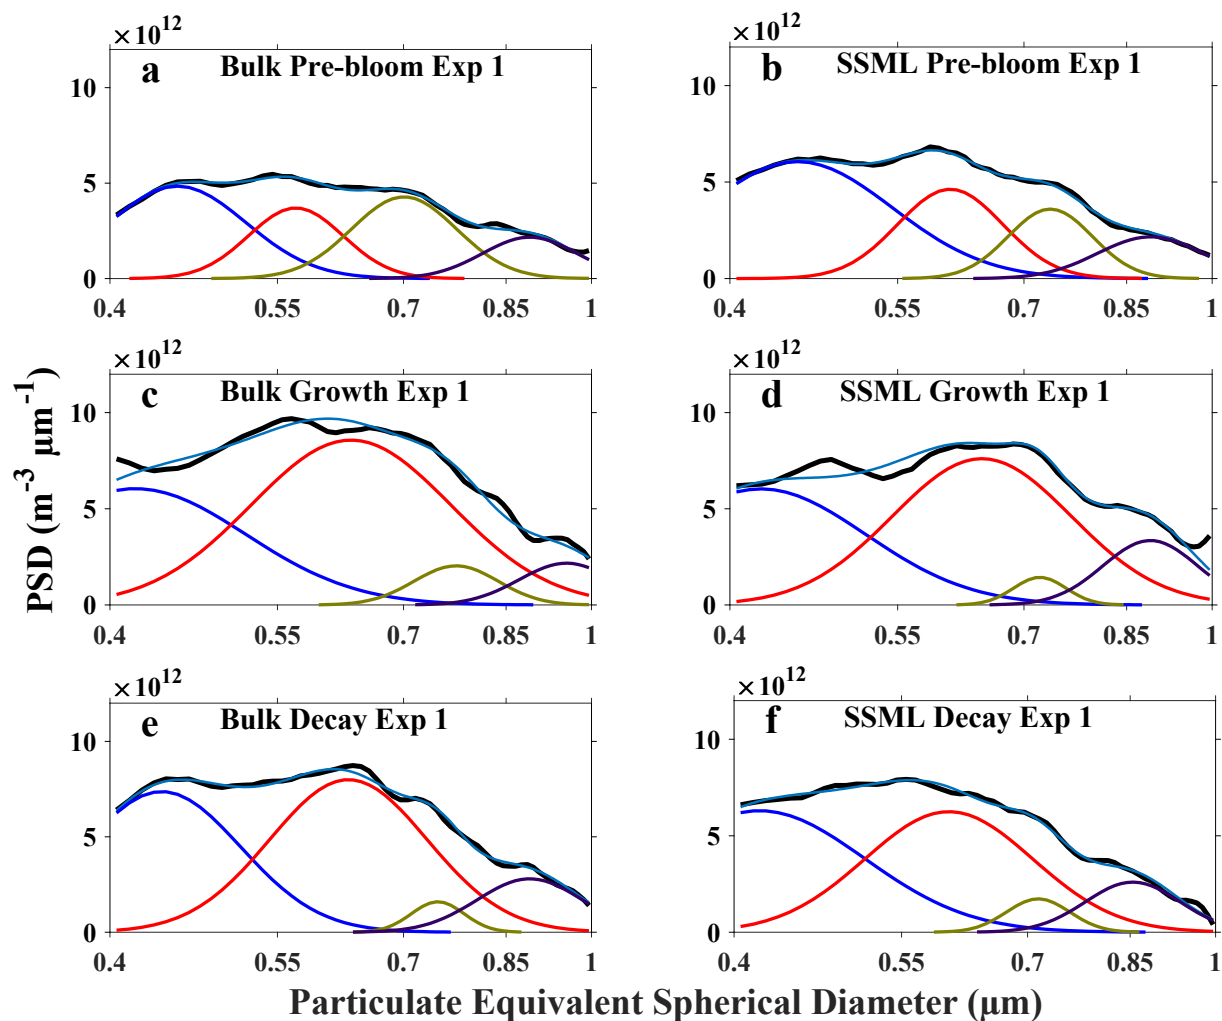 ×10¹²
a Bulk Pre-bloom Exp 1
10
5
0
0.4 0.55 0.7 0.85 1
×10¹²
b SSML Pre-bloom Exp 1
10
5
0
0.4 0.55 0.7 0.85 1
×10¹²
c Bulk Growth Exp 1
10
5
0
0.4 0.55 0.7 0.85 1
×10¹²
d SSML Growth Exp 1
10
5
0
0.4 0.55 0.7 0.85 1
PSD (m⁻³ µm⁻¹)
×10¹²
e Bulk Decay Exp 1
10
5
0
0.4 0.55 0.7 0.85 1
×10¹²
f SSML Decay Exp 1
10
5
0
0.4 0.55 0.7 0.85 1
Particulate Equivalent Spherical Diameter (µm)